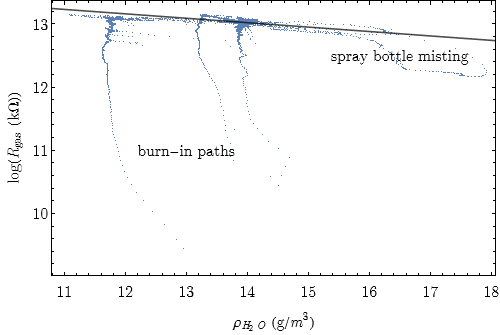 13
12
11
10
log(R_gas (kΩ))
spray bottle misting
burn−in paths
11 12 13 14 15 16 17 18
ρ_H₂ O (g/m³)